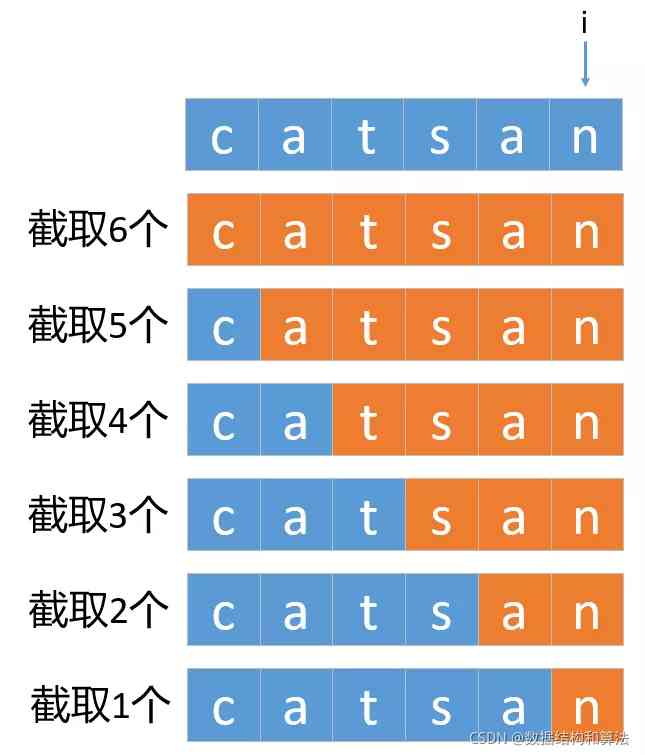 i
c a t s a n
截取6个 c a t s a n
截取5个 c a t s a n
截取4个 c a t s a n
截取3个 c a t s a n
截取2个 c a t s a n
截取1个 c a t s a n
CSDN @数据结构和算法